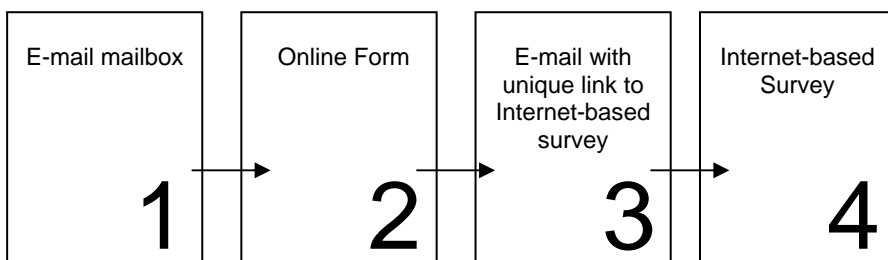 E-mail mailbox
1
Online Form
2
E-mail with
unique link to
Internet-based
survey
3
Internet-based
Survey
4